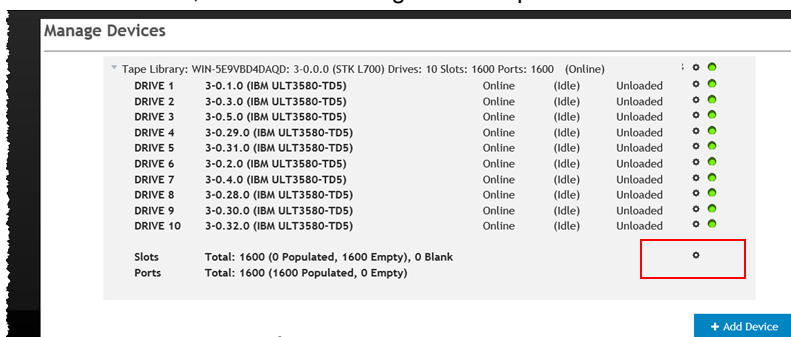 Manage Devices
Tape Library: WIN-5E9VBD4DAQD: 3-0.0.0 (STK L700) Drives: 10 Slots: 1600 Ports: 1600 (Online)
DRIVE 1 3-0.1.0 (IBM ULT3580-TD5) Online (Idle) Unloaded
DRIVE 2 3-0.3.0 (IBM ULT3580-TD5) Online (Idle) Unloaded
DRIVE 3 3-0.5.0 (IBM ULT3580-TD5) Online (Idle) Unloaded
DRIVE 4 3-0.29.0 (IBM ULT3580-TD5) Online (Idle) Unloaded
DRIVE 5 3-0.31.0 (IBM ULT3580-TD5) Online (Idle) Unloaded
DRIVE 6 3-0.2.0 (IBM ULT3580-TD5) Online (Idle) Unloaded
DRIVE 7 3-0.4.0 (IBM ULT3580-TD5) Online (Idle) Unloaded
DRIVE 8 3-0.28.0 (IBM ULT3580-TD5) Online (Idle) Unloaded
DRIVE 9 3-0.30.0 (IBM ULT3580-TD5) Online (Idle) Unloaded
DRIVE 10 3-0.32.0 (IBM ULT3580-TD5) Online (Idle) Unloaded
Slots Total: 1600 (0 Populated, 1600 Empty), 0 Blank
Ports Total: 1600 (1600 Populated, 0 Empty)
+ Add Device